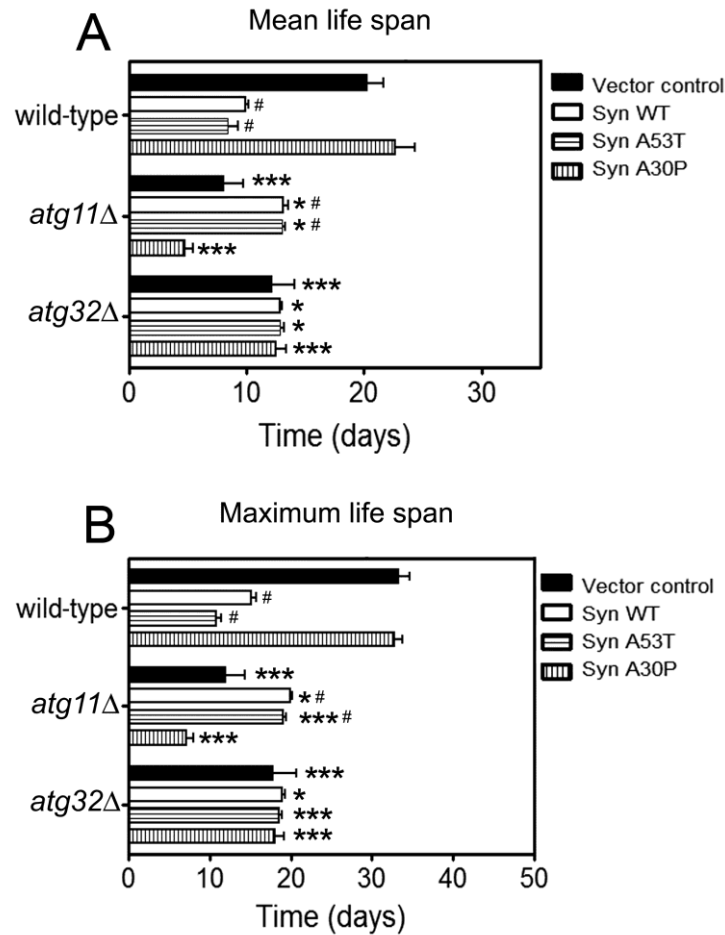 A
Mean life span
Vector control
Syn WT
Syn A53T
Syn A30P
wild-type
#
#
atg11Δ
***
* #
* #
***
atg32Δ
***
*
*
***
0 10 20 30
Time (days)
B
Maximum life span
Vector control
Syn WT
Syn A53T
Syn A30P
wild-type
#
#
atg11Δ
***
* #
*** #
***
atg32Δ
***
*
***
***
0 10 20 30 40 50
Time (days)